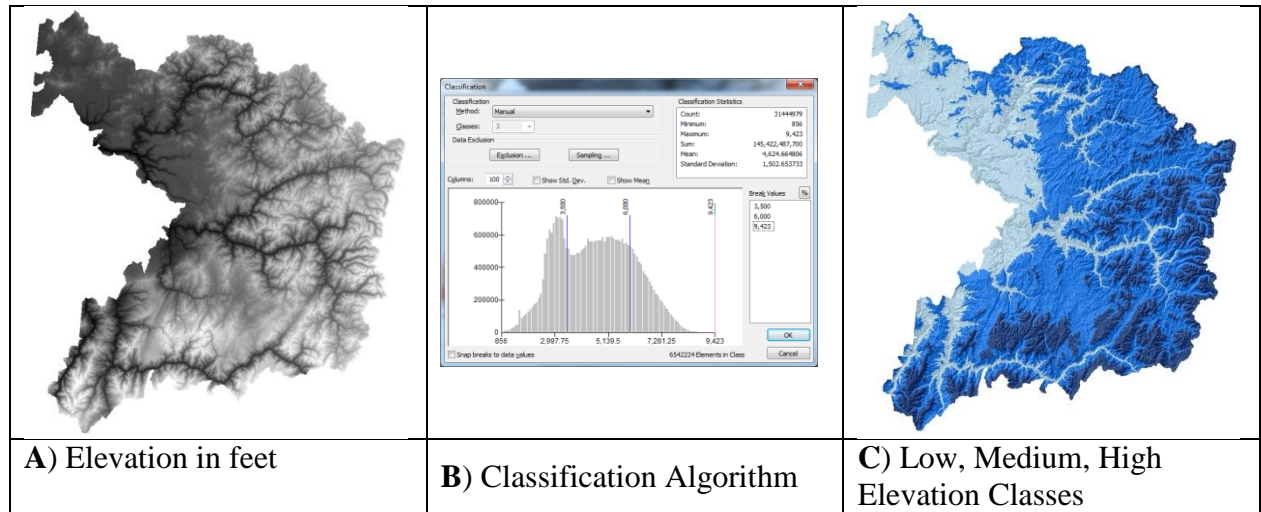 Classification
Classification
Method: Manual
Classes: 3
Data Exclusion
Exclusion ... Sampling ...
Classification Statistics
Count: 31444979
Minimum: 856
Maximum: 9,423
Sum: 145,422,487,700
Mean: 4,624.664806
Standard Deviation: 1,502.653733
Columns: 100 Show Std. Dev. Show Mean
Break Values %
3,500
6,000
9,423
3,500 6,000 9,423
800000
600000
400000
200000
0
856 2,997.75 5,139.5 7,281.25 9,423
OK
Snap breaks to data values 6542224 Elements in Class Cancel
A) Elevation in feet
B) Classification Algorithm
C) Low, Medium, High
Elevation Classes